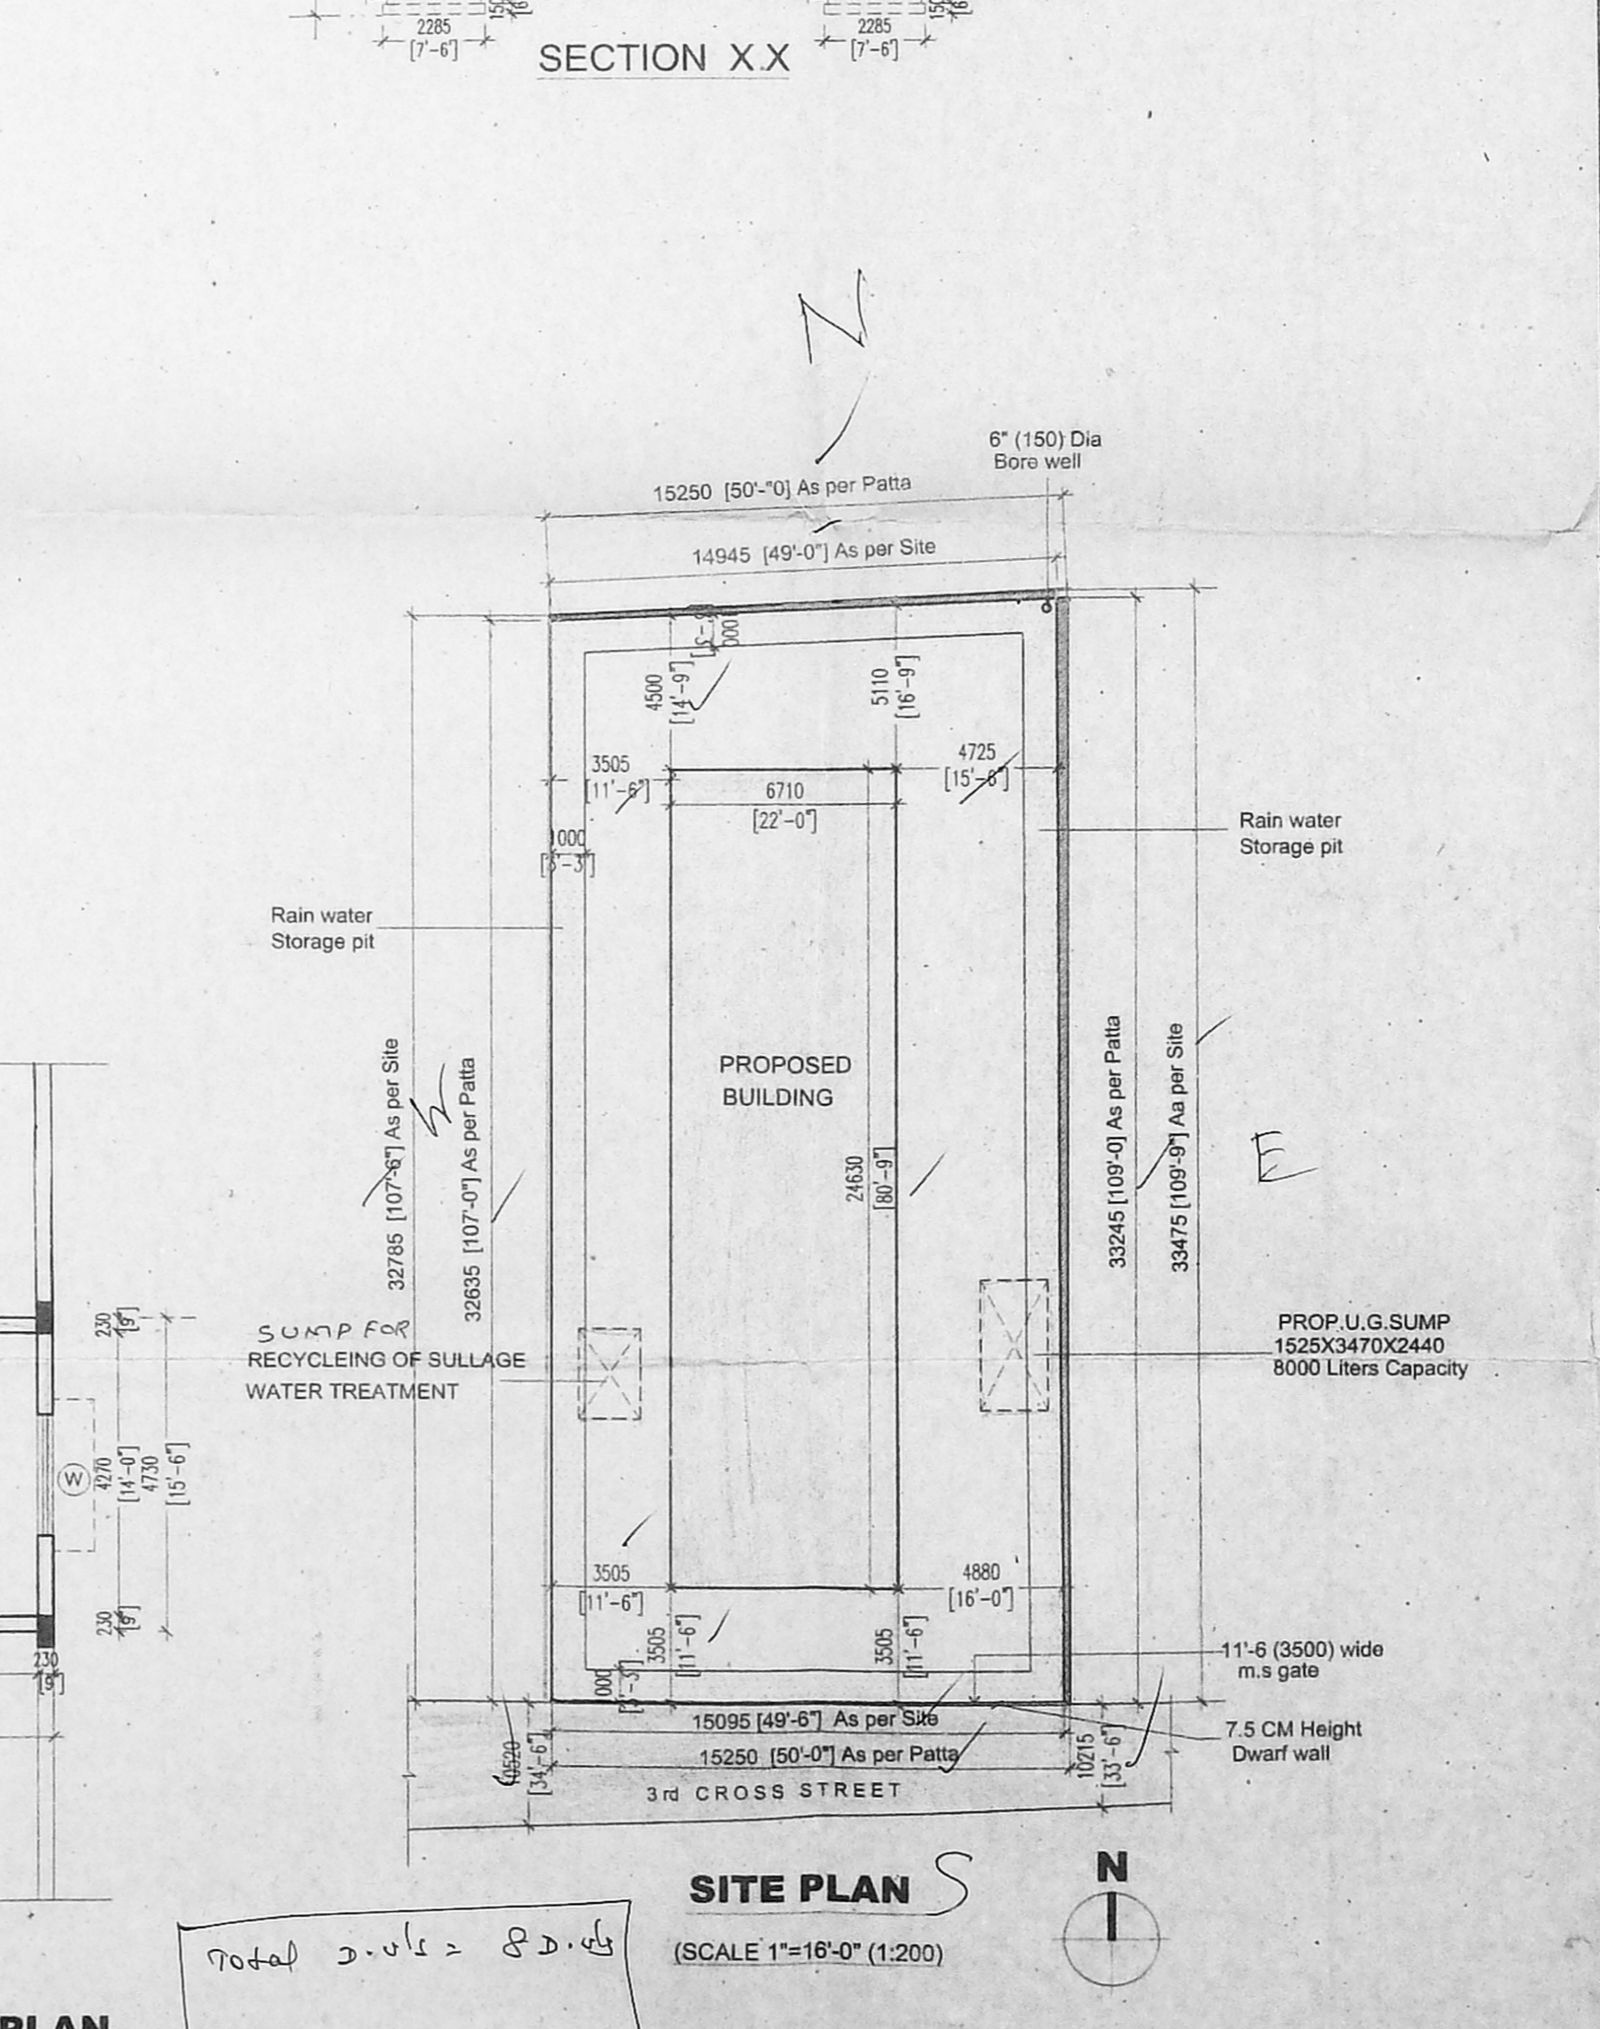 2285
[7'-6"]
2285
[7'-6"]
SECTION X.X
N
6" (150) Dia
Bore well
15250 [50'-"0] As per Patta
14945 [49'-0"] As per Site
4500
[14'-9"]
5110
[16'-9"]
3505
[11'-6"]
4725
[15'-6"]
6710
[22'-0"]
1000
[3'-3"]
Rain water
Storage pit
Rain water
Storage pit
PROPOSED
BUILDING
32785 [107'-6"] As per Site
32635 [107'-0"] As per Patta
24630
[80'-9"]
33245 [109'-0] As per Patta
33475 [109'-9"] Aa per Site
E
SUMP FOR
RECYCLEING OF SULLAGE
WATER TREATMENT
PROP.U.G.SUMP
1525X3470X2440
8000 Liters Capacity
230
[9"]
W
4270
[14'-0"]
4730
[15'-6"]
230
[9"]
230
[9"]
3505
[11'-6"]
4880
[16'-0"]
3505
[11'-6"]
3505
[11'-6"]
11'-6 (3500) wide
m.s gate
15095 [49'-6"] As per Site
15250 [50'-0"] As per Patta
7.5 CM Height
Dwarf wall
10520
[34'-6"]
10215
[33'-6"]
3rd CROSS STREET
SITE PLAN S
N
(SCALE 1"=16'-0" (1:200)
Total D.U/s = 8 D.U/s
PLAN